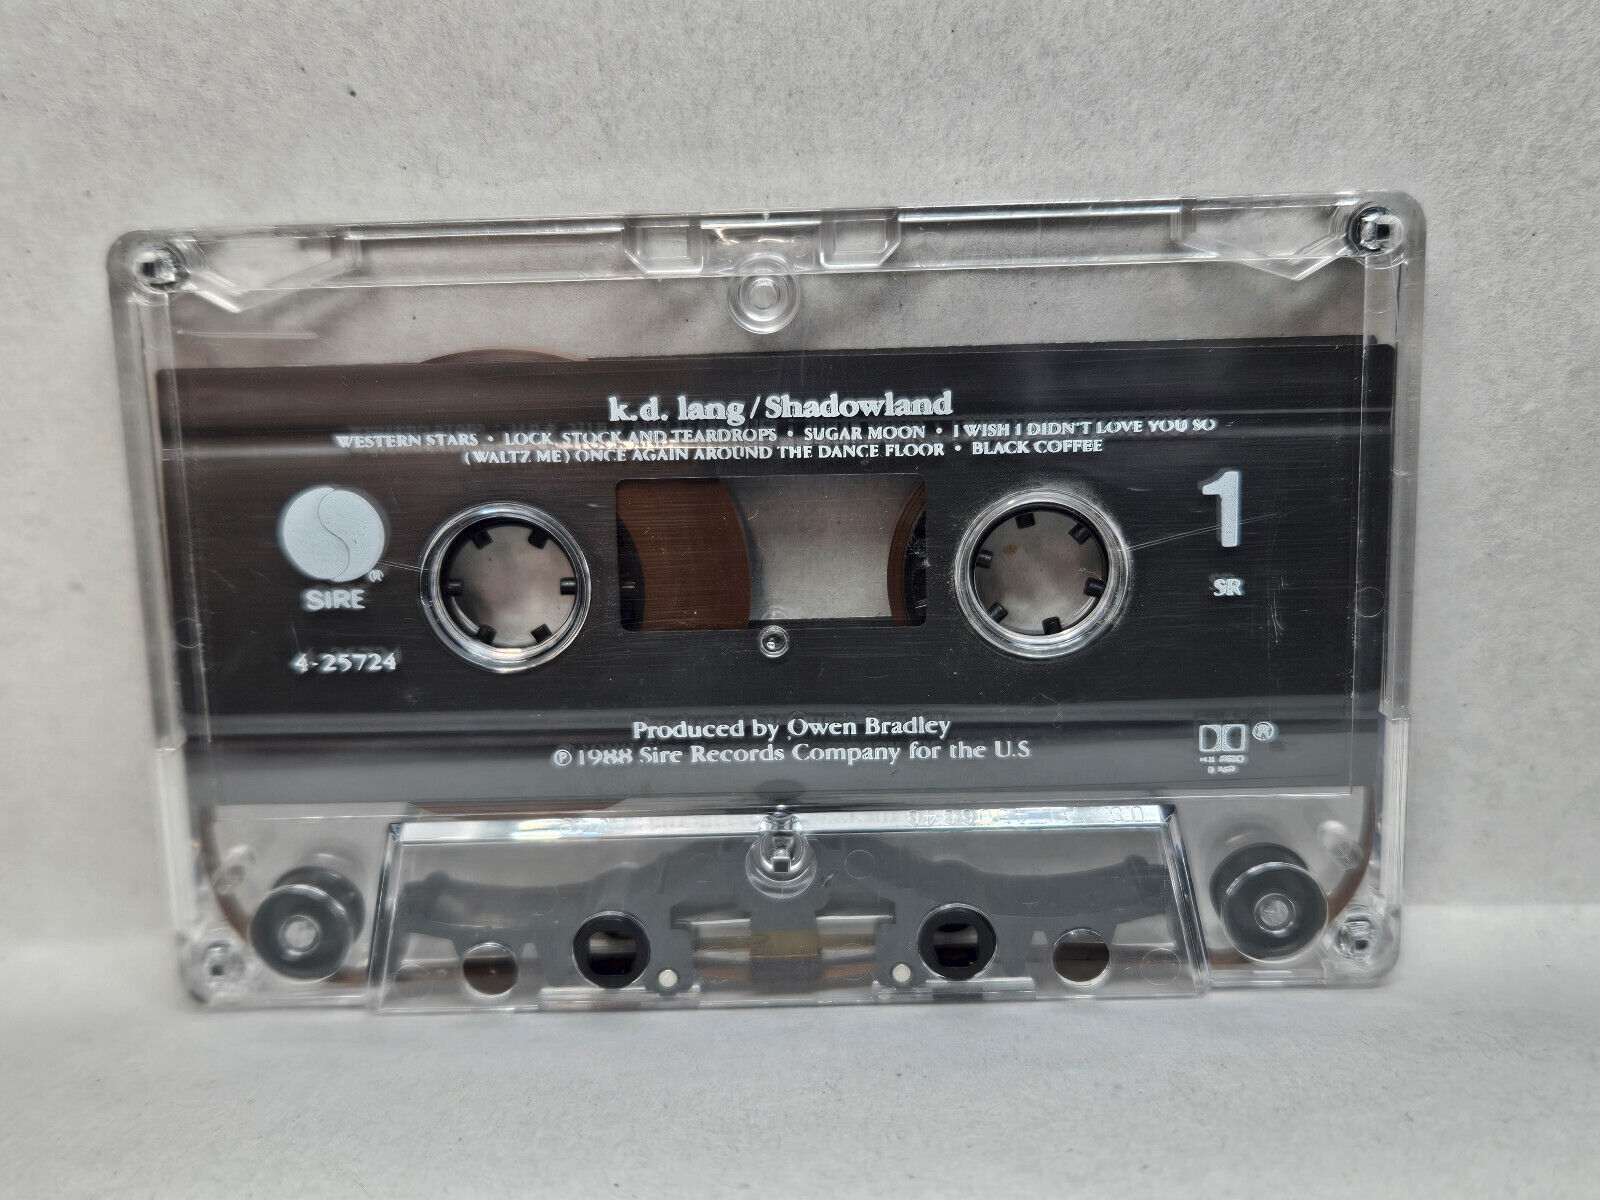 k.d. lang/Shadowland
WESTERN STARS • LOCK, STOCK AND TEARDROPS • SUGAR MOON • I WISH I DIDN'T LOVE YOU SO
(WALTZ ME) ONCE AGAIN AROUND THE DANCE FLOOR • BLACK COFFEE
1
®
SIRE
SR
4-25724
Produced by Owen Bradley
℗ 1988 Sire Records Company for the U.S
®